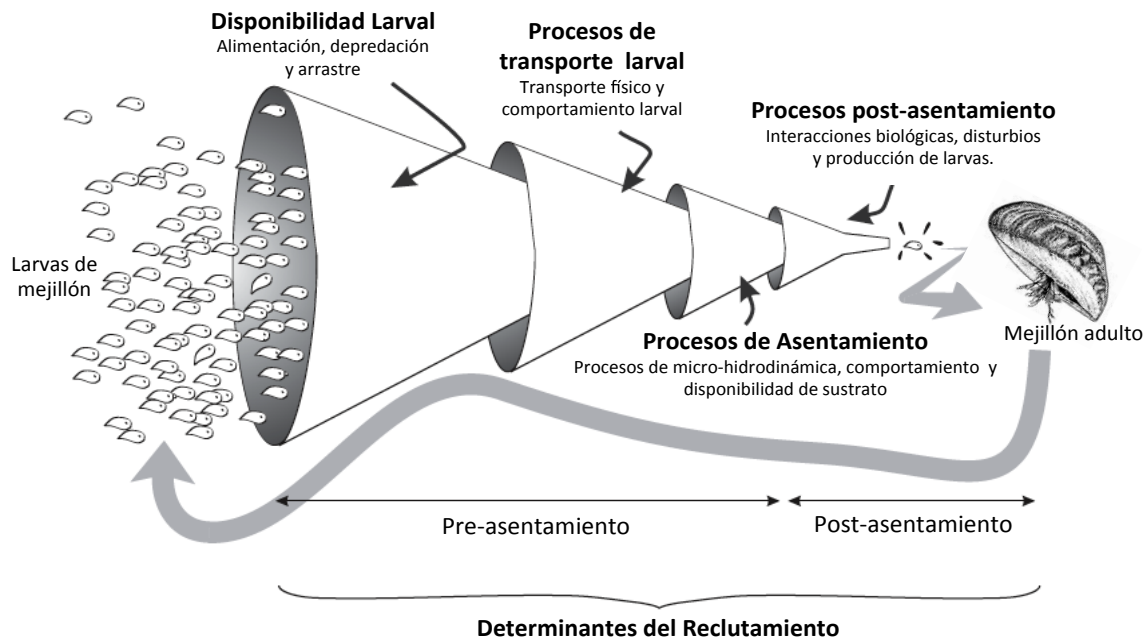 Disponibilidad Larval
Alimentación, depredación
y arrastre
Procesos de
transporte larval
Transporte físico y
comportamiento larval
Procesos post-asentamiento
Interacciones biológicas, disturbios
y producción de larvas.
Larvas de
mejillón
Mejillón adulto
Procesos de Asentamiento
Procesos de micro-hidrodinámica, comportamiento y
disponibilidad de sustrato
Pre-asentamiento
Post-asentamiento
Determinantes del Reclutamiento